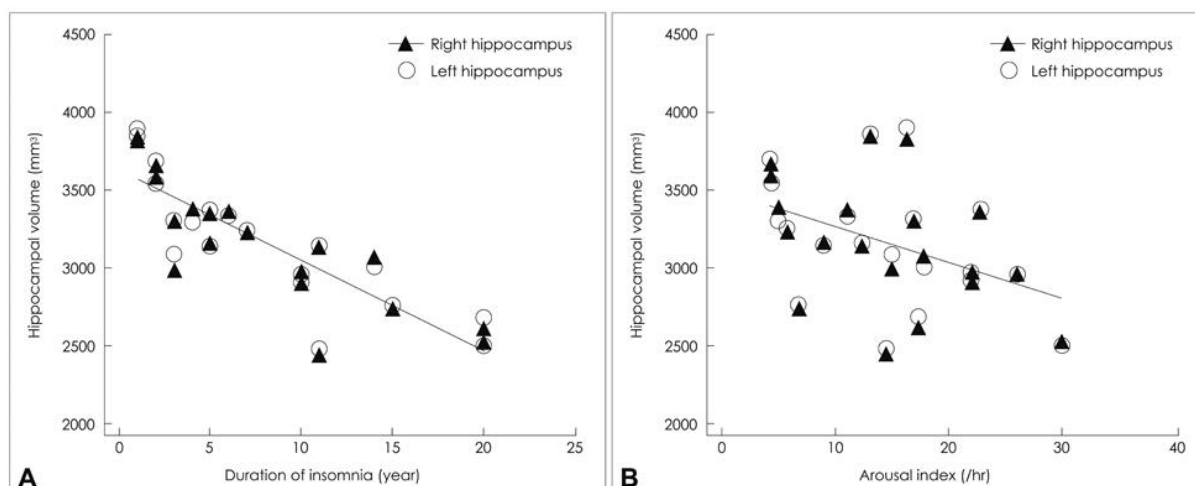 4500
4000
3500
3000
2500
2000
Hippocampal volume (mm³)
Right hippocampus
Left hippocampus
0 5 10 15 20 25
Duration of insomnia (year)
A
4500
4000
3500
3000
2500
2000
Hippocampal volume (mm³)
Right hippocampus
Left hippocampus
0 10 20 30 40
Arousal index (/hr)
B